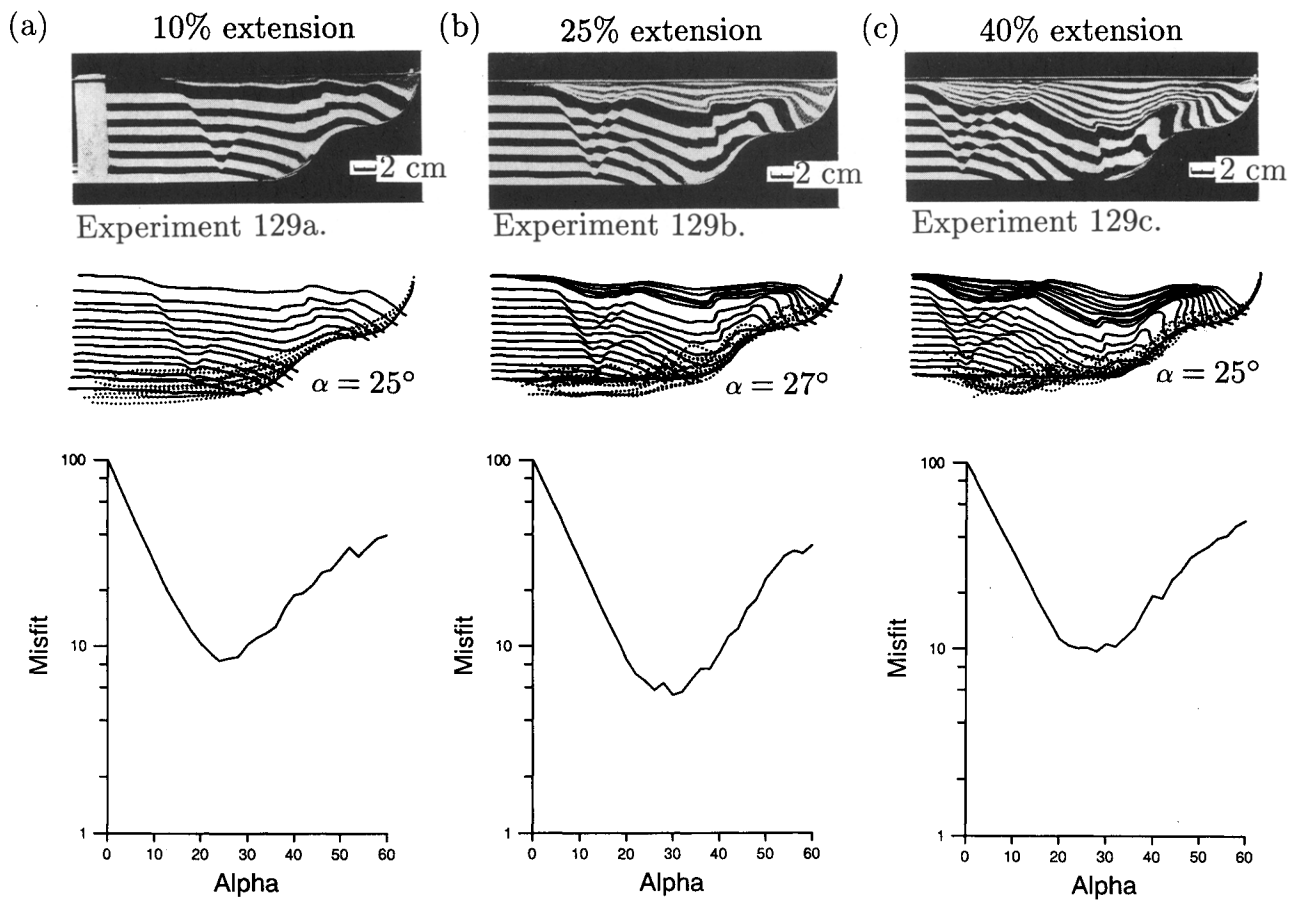 (a) 10% extension (b) 25% extension (c) 40% extension
2 cm 2 cm 2 cm
Experiment 129a. Experiment 129b. Experiment 129c.
α = 25° α = 27° α = 25°
100 100 100
10 10 10
1 1 1
Misfit Misfit Misfit
0 10 20 30 40 50 60 0 10 20 30 40 50 60 0 10 20 30 40 50 60
Alpha Alpha Alpha